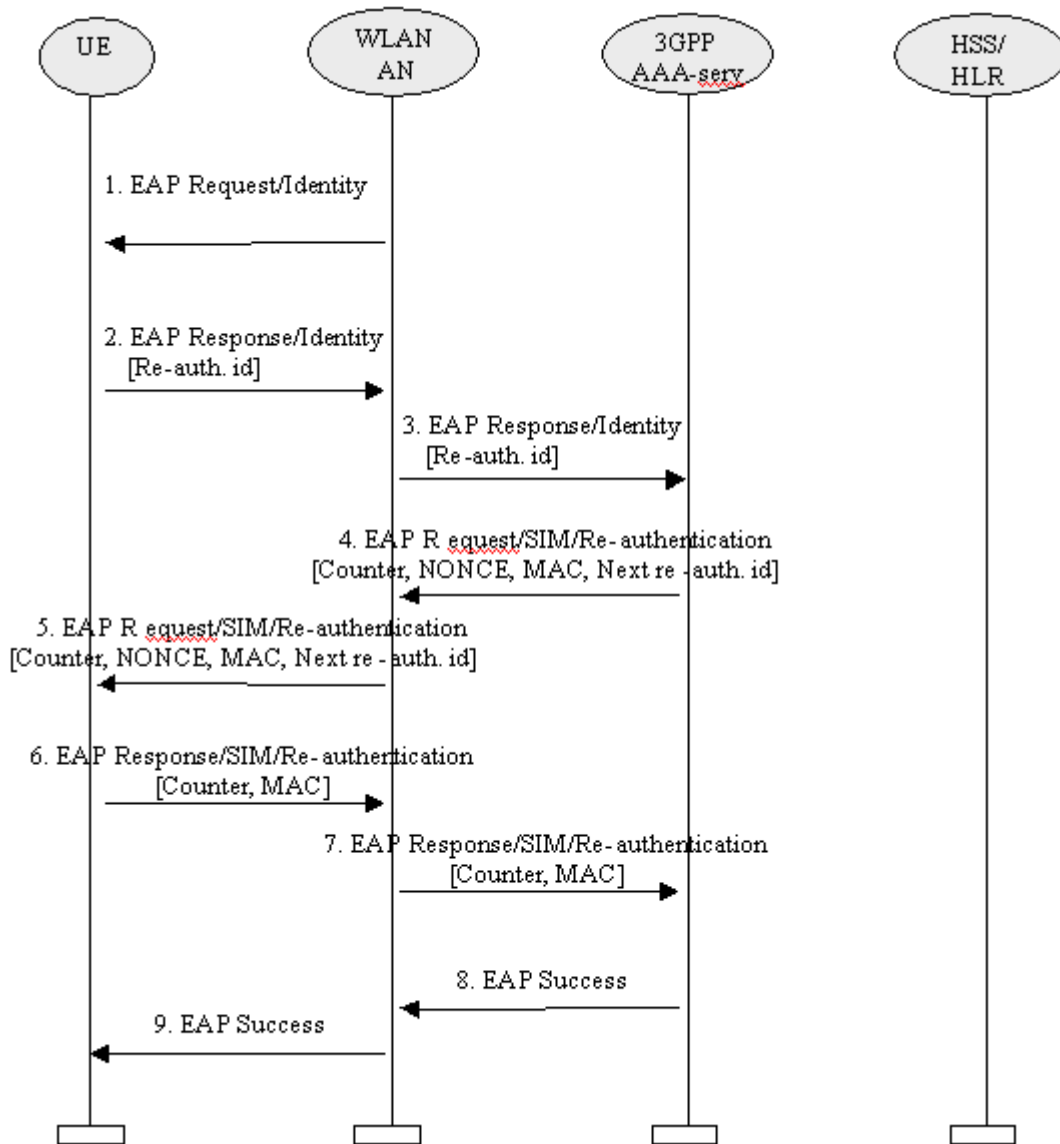 UE
WLAN
AN
3GPP
AAA-serv
HSS/
HLR
1. EAP Request/Identity
2. EAP Response/Identity
[Re-auth. id]
3. EAP Response/Identity
[Re-auth. id]
4. EAP R equest/SIM/Re-authentication
[Counter, NONCE, MAC, Next re-auth. id]
5. EAP R equest/SIM/Re-authentication
[Counter, NONCE, MAC, Next re-auth. id]
6. EAP Response/SIM/Re-authentication
[Counter, MAC]
7. EAP Response/SIM/Re-authentication
[Counter, MAC]
8. EAP Success
9. EAP Success